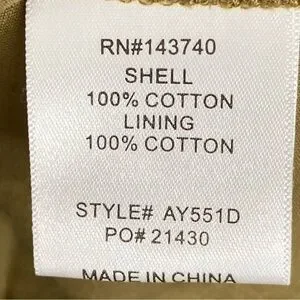 RN#143740
SHELL
100% COTTON
LINING
100% COTTON
STYLE# AY551D
PO# 21430
MADE IN CHINA